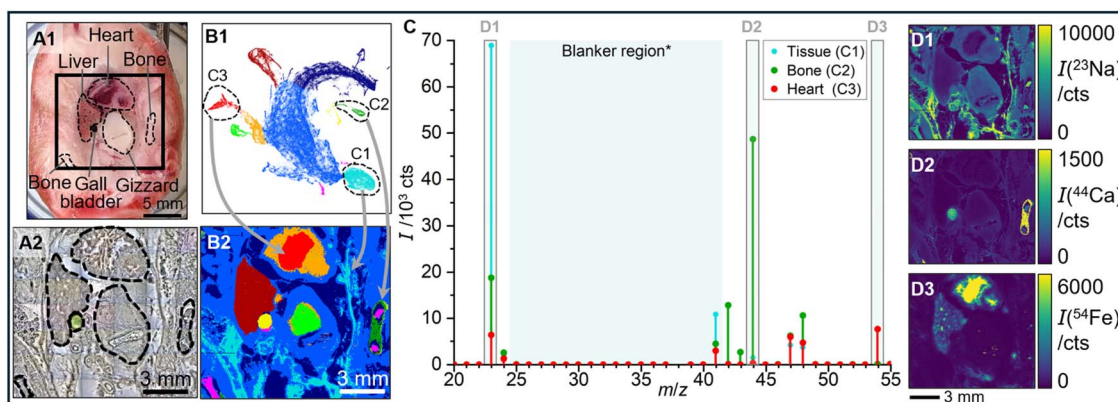 A1
Heart
Liver
Bone
Bone
Gall
bladder
Gizzard
5 mm
A2
3 mm
B1
C3
C2
C1
B2
3 mm
C
D1
D2
D3
Blanker region*
Tissue (C1)
Bone (C2)
Heart (C3)
I /10³ cts
70
60
50
40
30
20
10
0
20 25 30 35 40 45 50 55
m/z
D1
10000
I(²³Na)
/cts
0
D2
1500
I(⁴⁴Ca)
/cts
0
D3
6000
I(⁵⁴Fe)
/cts
0
3 mm